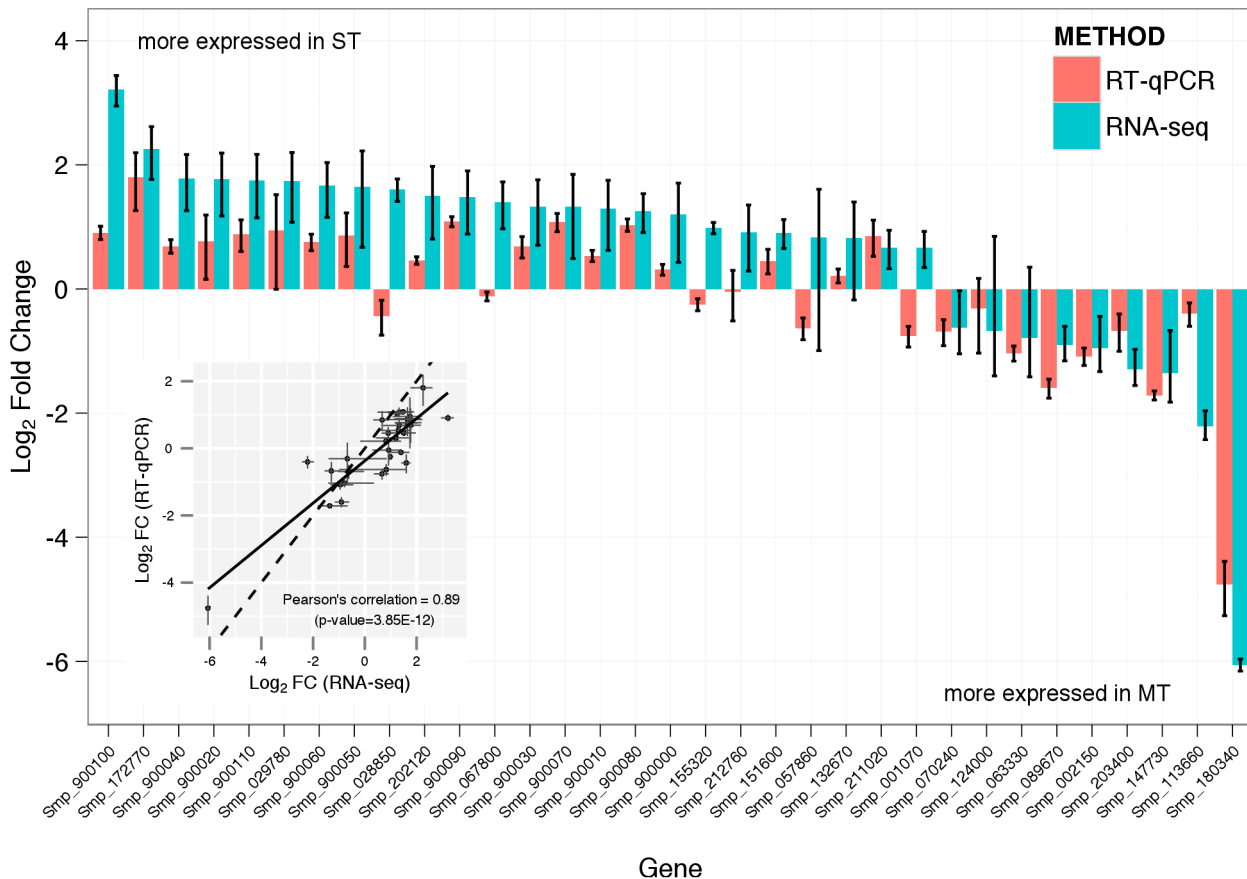 more expressed in ST
METHOD
RT-qPCR
RNA-seq
Log2 Fold Change
4
2
0
-2
-4
-6
Log2 FC (RT-qPCR)
2
0
-2
-4
Pearson's correlation = 0.89
(p-value=3.85E-12)
-6 -4 -2 0 2
Log2 FC (RNA-seq)
more expressed in MT
Smp_900100
Smp_172770
Smp_900040
Smp_900020
Smp_900110
Smp_029780
Smp_900060
Smp_900050
Smp_028850
Smp_202120
Smp_900090
Smp_067800
Smp_900030
Smp_900070
Smp_900010
Smp_900080
Smp_900000
Smp_155320
Smp_212760
Smp_151600
Smp_057860
Smp_132670
Smp_211020
Smp_001070
Smp_070240
Smp_124000
Smp_063330
Smp_089670
Smp_002150
Smp_203400
Smp_147730
Smp_113660
Smp_180340
Gene